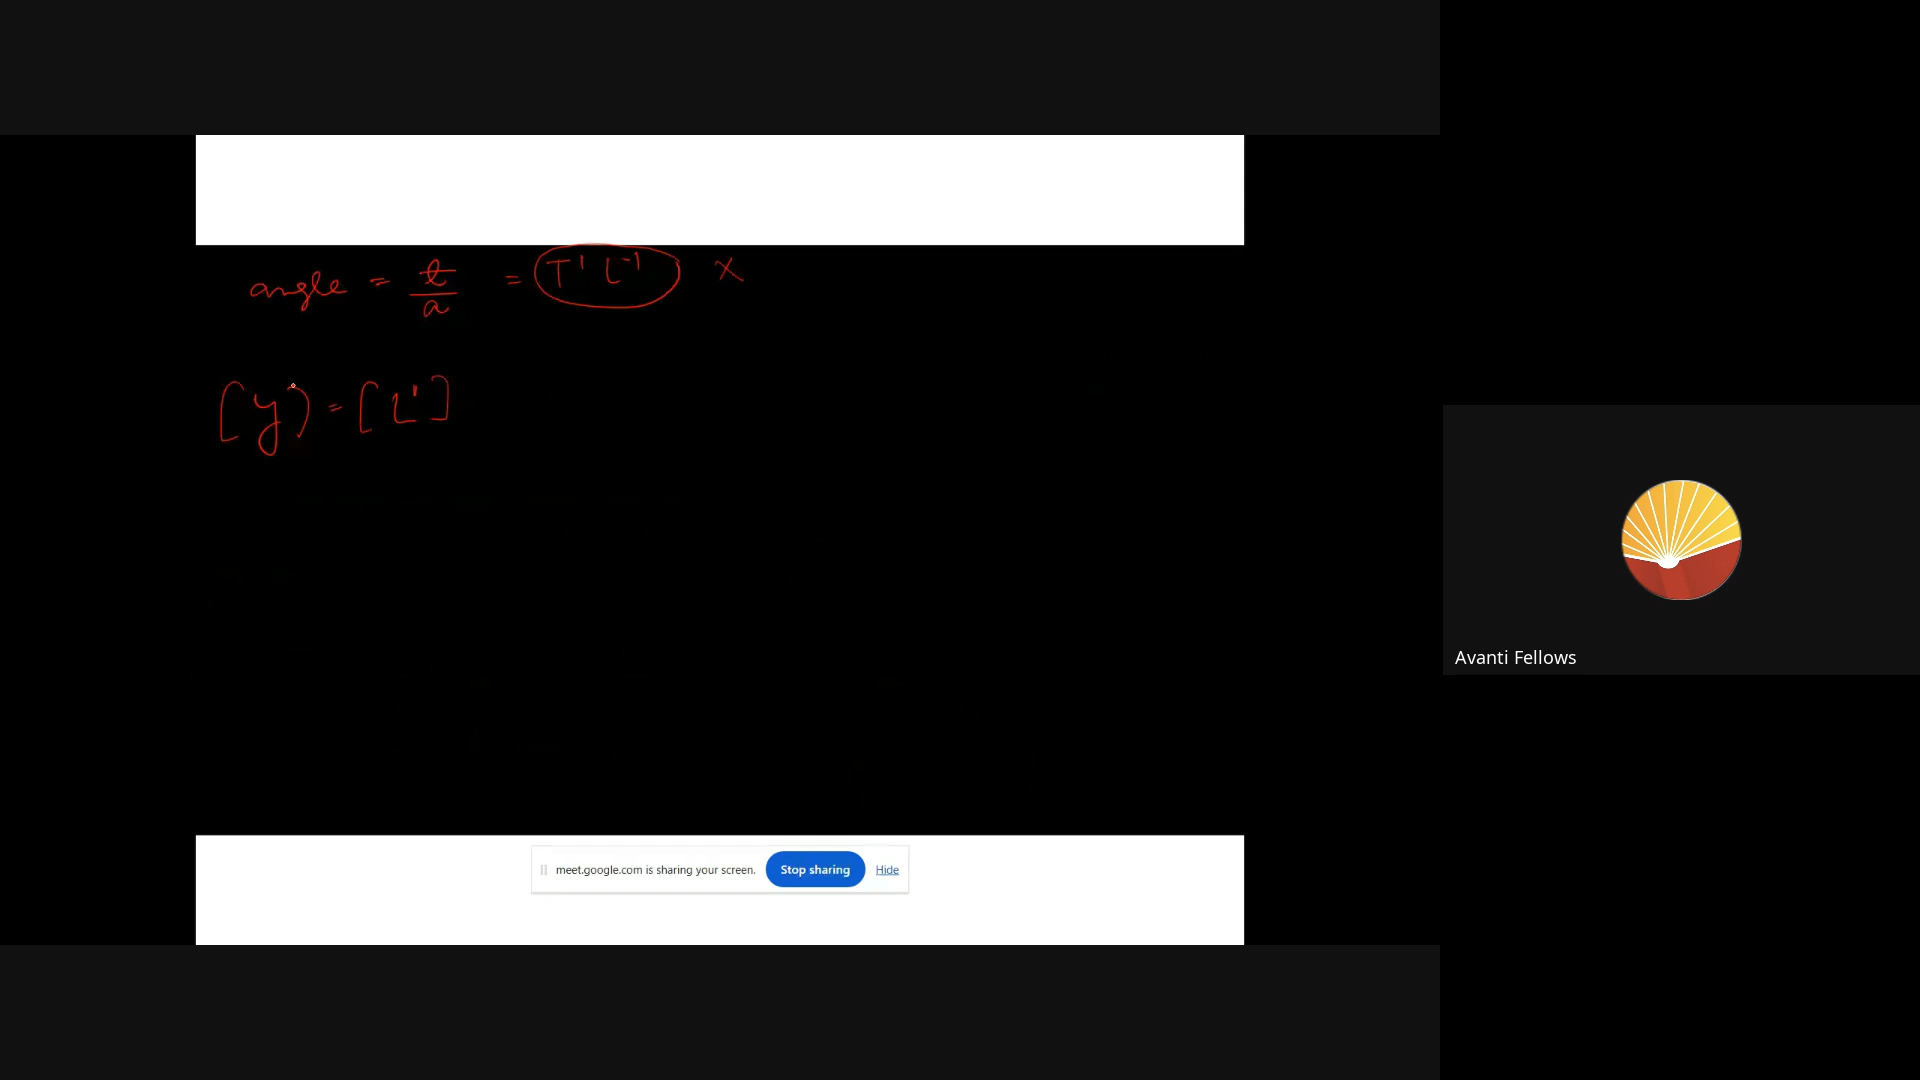 angle = t/a = T¹ L⁻¹ X
[y] = [L¹]
Avanti Fellows
meet.google.com is sharing your screen. Stop sharing Hide